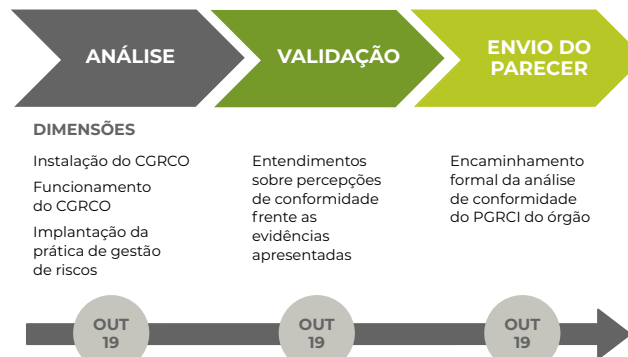 ANÁLISE
VALIDAÇÃO
ENVIO DO
PARECER
DIMENSÕES
Instalação do CGRCO
Funcionamento
do CGRCO
Implantação da
prática de gestão
de riscos
Entendimentos
sobre percepções
de conformidade
frente as
evidências
apresentadas
Encaminhamento
formal da análise
de conformidade
do PGRCI do órgão
OUT
19
OUT
19
OUT
19